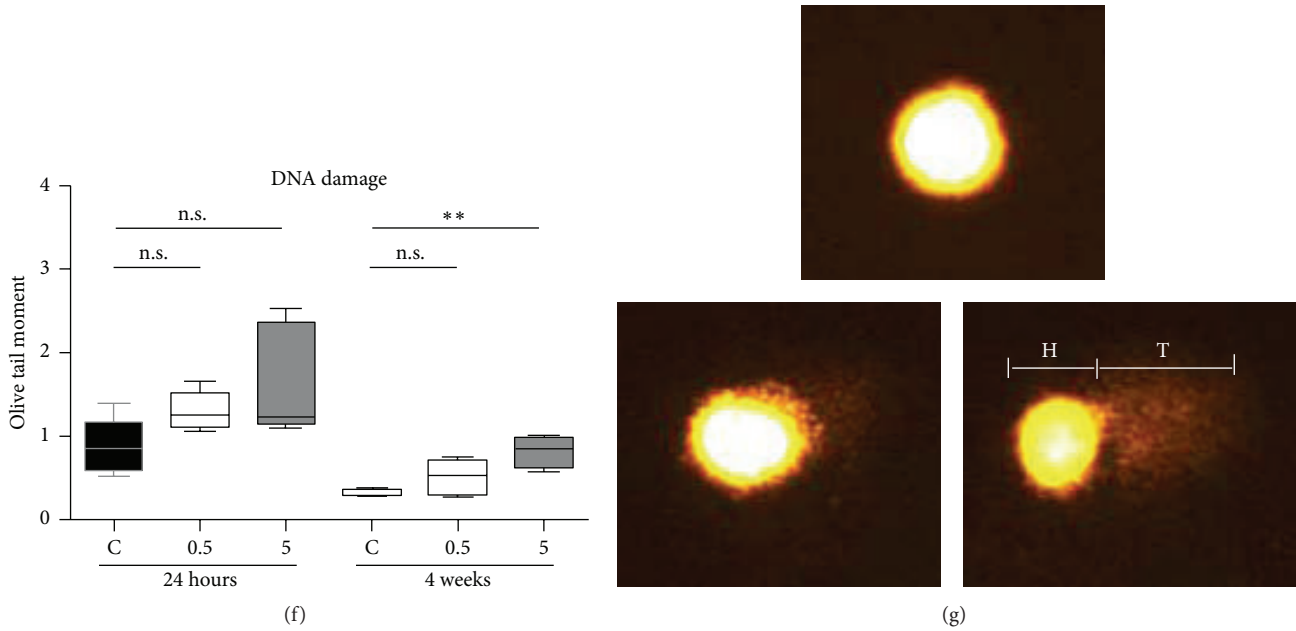 DNA damage
4
3
2
1
0
Olive tail moment
n.s.
n.s.
**
n.s.
C 0.5 5 C 0.5 5
24 hours 4 weeks
(f)
H T
(g)